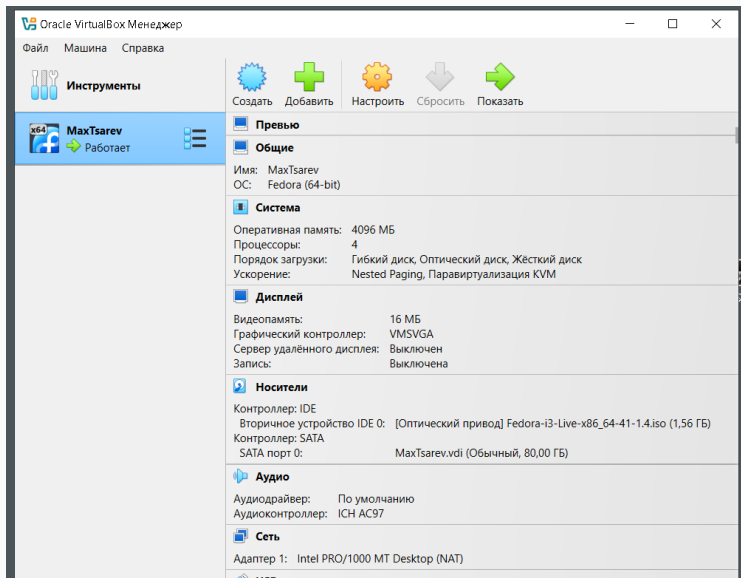 Oracle VirtualBox Менеджер
Файл Машина Справка
Инструменты
Создать Добавить Настроить Сбросить Показать
x64
MaxTsarev
Работает
Превью
Общие
Имя: MaxTsarev
ОС: Fedora (64-bit)
Система
Оперативная память: 4096 МБ
Процессоры: 4
Порядок загрузки: Гибкий диск, Оптический диск, Жёсткий диск
Ускорение: Nested Paging, Паравиртуализация KVM
Дисплей
Видеопамять: 16 МБ
Графический контроллер: VMSVGA
Сервер удалённого дисплея: Выключен
Запись: Выключена
Носители
Контроллер: IDE
Вторичное устройство IDE 0: [Оптический привод] Fedora-i3-Live-x86_64-41-1.4.iso (1,56 ГБ)
Контроллер: SATA
SATA порт 0: MaxTsarev.vdi (Обычный, 80,00 ГБ)
Аудио
Аудиодрайвер: По умолчанию
Аудиоконтроллер: ICH AC97
Сеть
Адаптер 1: Intel PRO/1000 MT Desktop (NAT)